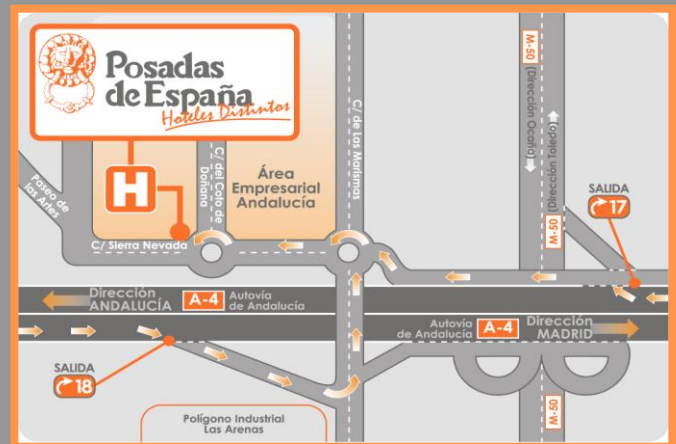 Posadas
de España
Hoteles Distintos
H
Paseo de
las Artes
C/ Sierra Nevada
C/ del Coto de
Doñana
Área
Empresarial
Andalucía
C/ de Las Marismas
M-50
(Dirección Ocaña)
(Dirección Toledo)
M-50
SALIDA
17
Dirección
ANDALUCÍA
A-4
Autovía
de Andalucía
Autovía
de Andalucía
A-4
Dirección
MADRID
SALIDA
18
M-50
Polígono Industrial
Las Arenas